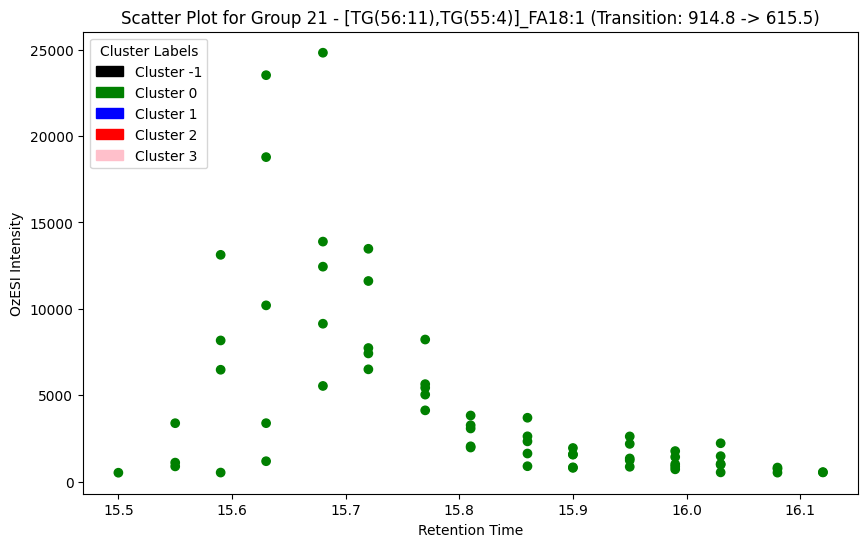 Scatter Plot for Group 21 - [TG(56:11),TG(55:4)]_FA18:1 (Transition: 914.8 -> 615.5)
Cluster Labels
Cluster -1
Cluster 0
Cluster 1
Cluster 2
Cluster 3
25000
20000
15000
10000
5000
0
OzESI Intensity
15.5 15.6 15.7 15.8 15.9 16.0 16.1
Retention Time